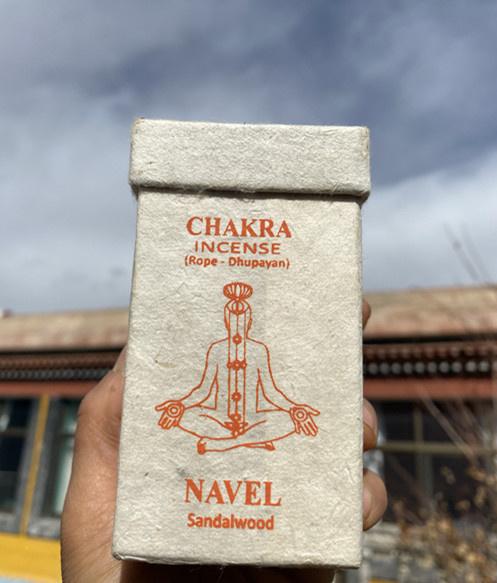 CHAKRA
INCENSE
(Rope - Dhupayan)
NAVEL
Sandalwood